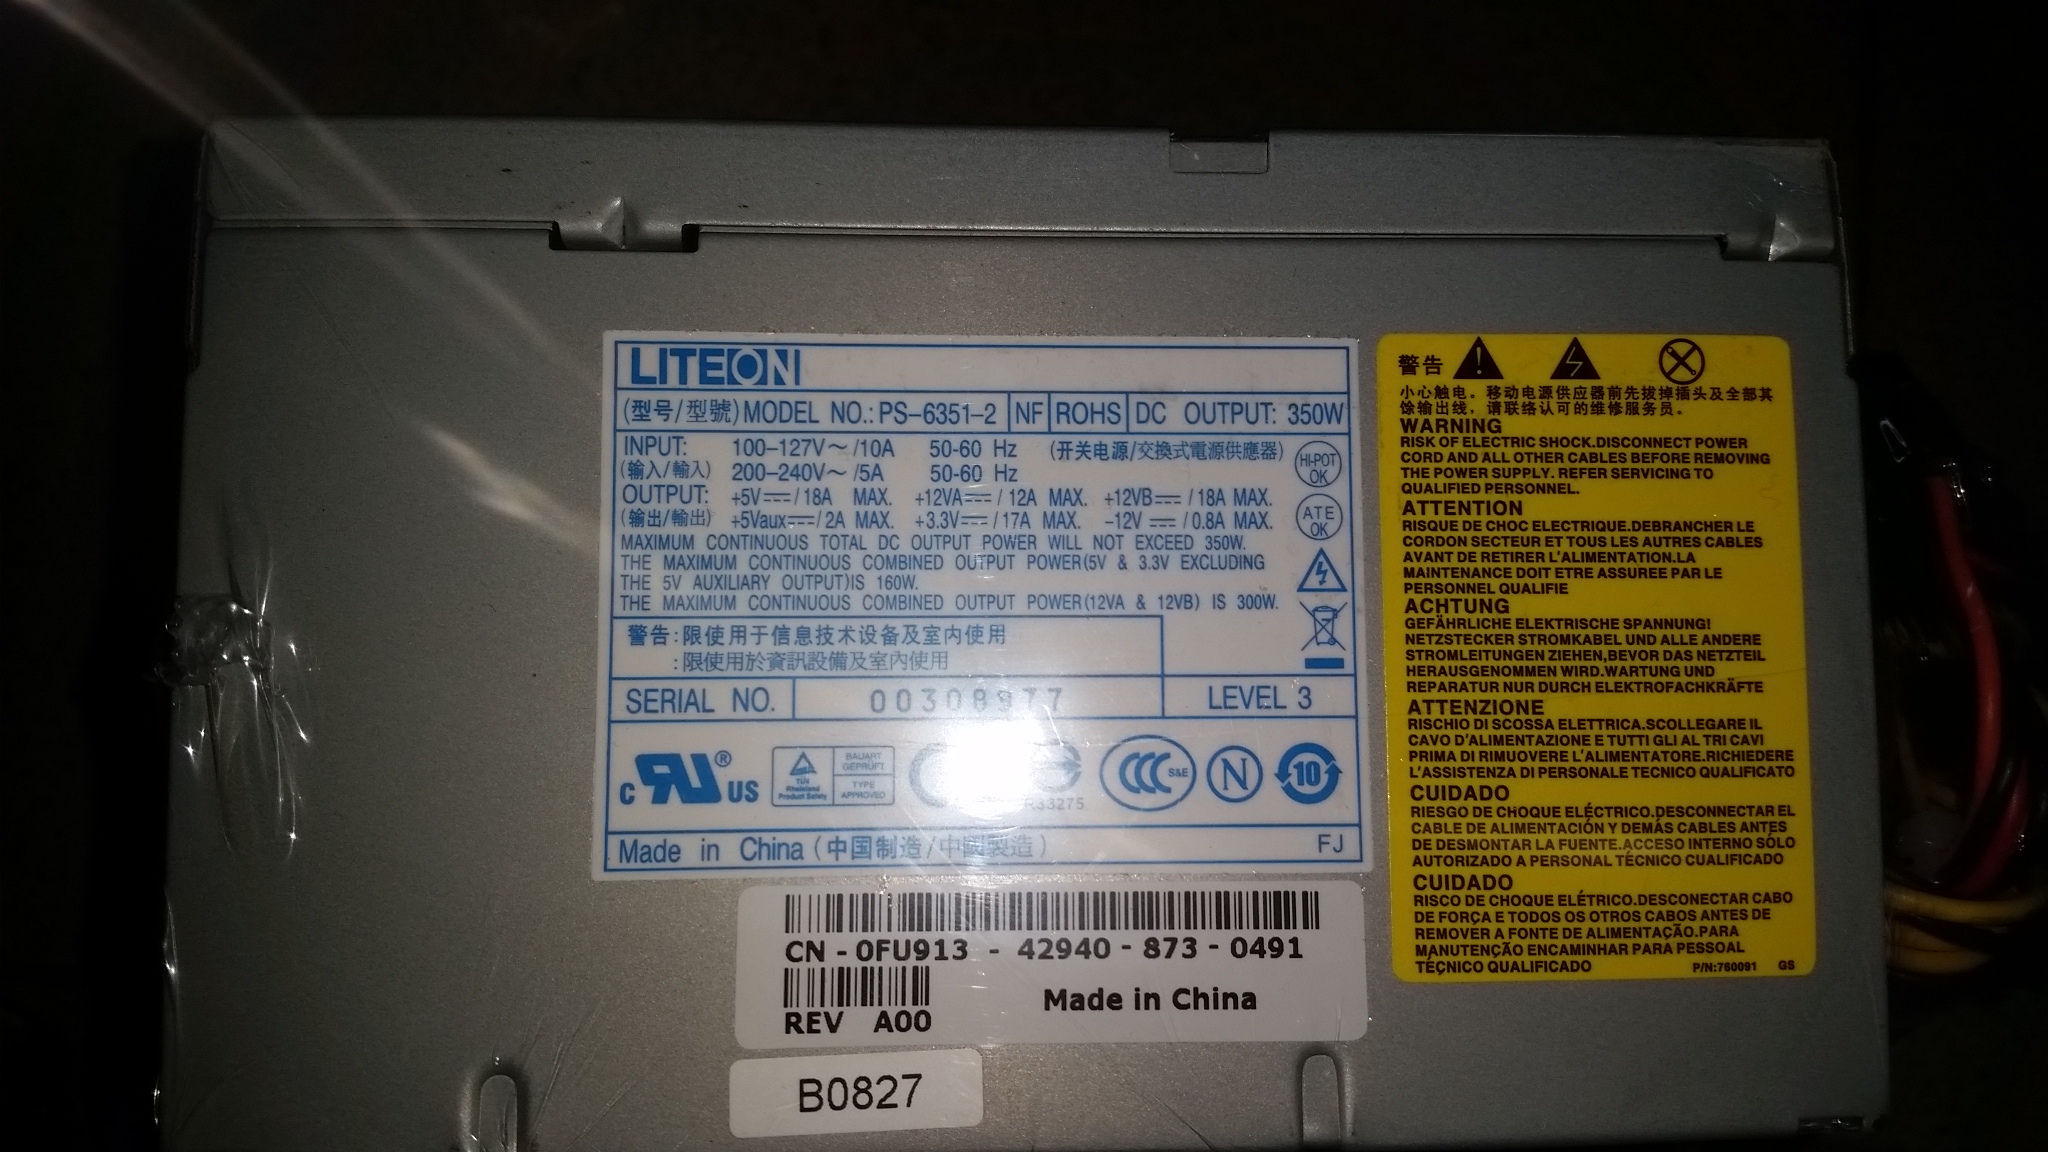 LITEON
(型号/型號) MODEL NO.: PS-6351-2 NF ROHS DC OUTPUT: 350W
INPUT: 100-127V～ /10A 50-60 Hz (开关电源/交換式電源供應器)
(输入/輸入) 200-240V～ /5A 50-60 Hz
OUTPUT: +5V⎓/ 18A MAX. +12VA⎓/ 12A MAX. +12VB⎓/ 18A MAX.
(输出/輸出) +5Vaux⎓/ 2A MAX. +3.3V⎓/ 17A MAX. -12V⎓/ 0.8A MAX.
MAXIMUM CONTINUOUS TOTAL DC OUTPUT POWER WILL NOT EXCEED 350W.
THE MAXIMUM CONTINUOUS COMBINED OUTPUT POWER(5V & 3.3V EXCLUDING
THE 5V AUXILIARY OUTPUT)IS 160W.
THE MAXIMUM CONTINUOUS COMBINED OUTPUT POWER(12VA & 12VB) IS 300W.
HI-POT
OK
ATE
OK
警告:限使用于信息技术设备及室内使用
:限使用於資訊設備及室內使用
SERIAL NO. 00308977 LEVEL 3
c RU ® US
TÜV
Rheinland
Product Safety
BAUART
GEPRÜFT
TYPE
APPROVED
R33275
CCC S&E
N
10
Made in China (中国制造/中國製造) FJ
CN - 0FU913 - 42940 - 873 - 0491
REV A00 Made in China
B0827
警告
小心触电。移动电源供应器前先拔掉插头及全部其
馀输出线，请联络认可的维修服务员。
WARNING
RISK OF ELECTRIC SHOCK.DISCONNECT POWER
CORD AND ALL OTHER CABLES BEFORE REMOVING
THE POWER SUPPLY. REFER SERVICING TO
QUALIFIED PERSONNEL.
ATTENTION
RISQUE DE CHOC ELECTRIQUE.DEBRANCHER LE
CORDON SECTEUR ET TOUS LES AUTRES CABLES
AVANT DE RETIRER L'ALIMENTATION.LA
MAINTENANCE DOIT ETRE ASSUREE PAR LE
PERSONNEL QUALIFIE
ACHTUNG
GEFÄHRLICHE ELEKTRISCHE SPANNUNG!
NETZSTECKER STROMKABEL UND ALLE ANDERE
STROMLEITUNGEN ZIEHEN,BEVOR DAS NETZTEIL
HERAUSGENOMMEN WIRD.WARTUNG UND
REPARATUR NUR DURCH ELEKTROFACHKRÄFTE
ATTENZIONE
RISCHIO DI SCOSSA ELETTRICA.SCOLLEGARE IL
CAVO D'ALIMENTAZIONE E TUTTI GLI AL TRI CAVI
PRIMA DI RIMUOVERE L'ALIMENTATORE.RICHIEDERE
L'ASSISTENZA DI PERSONALE TECNICO QUALIFICATO
CUIDADO
RIESGO DE CHOQUE ELÉCTRICO.DESCONNECTAR EL
CABLE DE ALIMENTACIÓN Y DEMÁS CABLES ANTES
DE DESMONTAR LA FUENTE.ACCESO INTERNO SÓLO
AUTORIZADO A PERSONAL TÉCNICO CUALIFICADO
CUIDADO
RISCO DE CHOQUE ELÉTRICO.DESCONECTAR CABO
DE FORÇA E TODOS OS OTROS CABOS ANTES DE
REMOVER A FONTE DE ALIMENTAÇÃO.PARA
MANUTENÇÃO ENCAMINHAR PARA PESSOAL
TÉCNICO QUALIFICADO P/N:760091 GS